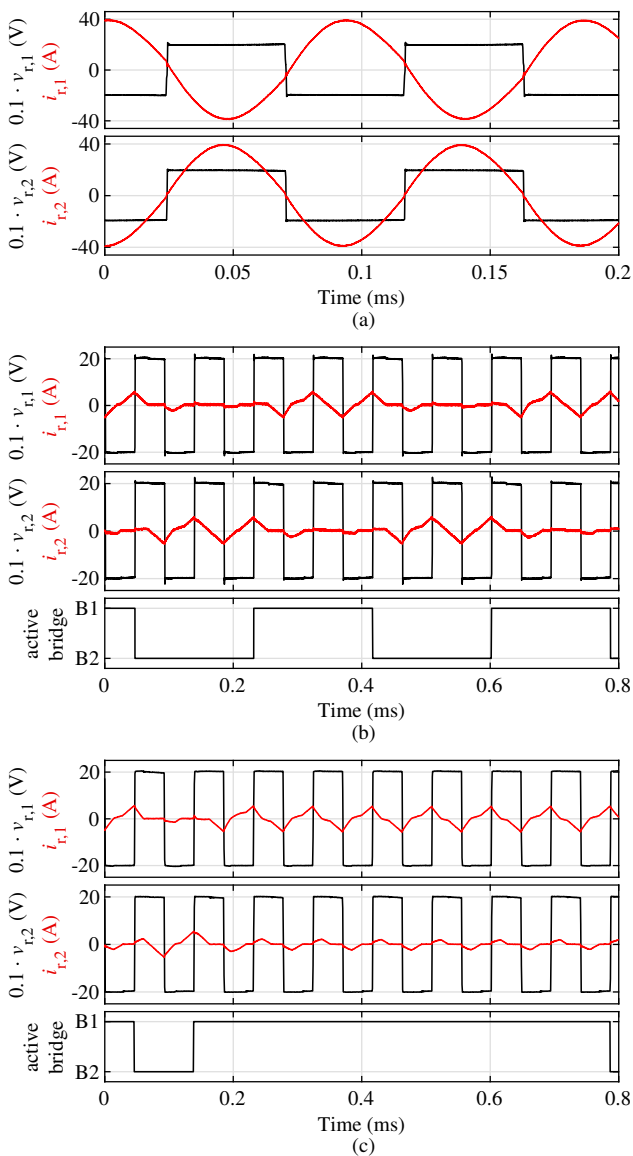 0.1 · v_r,1 (V)
i_r,1 (A)
40
0
-40
0.1 · v_r,2 (V)
i_r,2 (A)
40
0
-40
0 0.05 0.1 0.15 0.2
Time (ms)
(a)
0.1 · v_r,1 (V)
i_r,1 (A)
20
0
-20
0.1 · v_r,2 (V)
i_r,2 (A)
20
0
-20
active
bridge
B1
B2
0 0.2 0.4 0.6 0.8
Time (ms)
(b)
0.1 · v_r,1 (V)
i_r,1 (A)
20
0
-20
0.1 · v_r,2 (V)
i_r,2 (A)
20
0
-20
active
bridge
B1
B2
0 0.2 0.4 0.6 0.8
Time (ms)
(c)